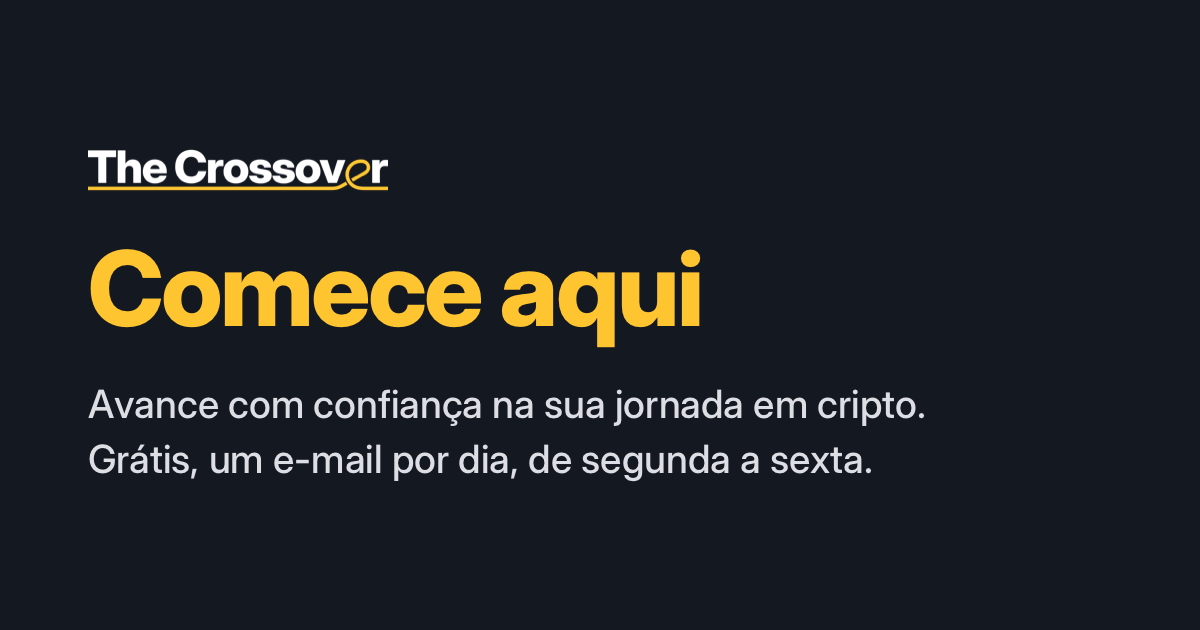 The Crossover
Comece aqui
Avance com confiança na sua jornada em cripto.
Grátis, um e-mail por dia, de segunda a sexta.